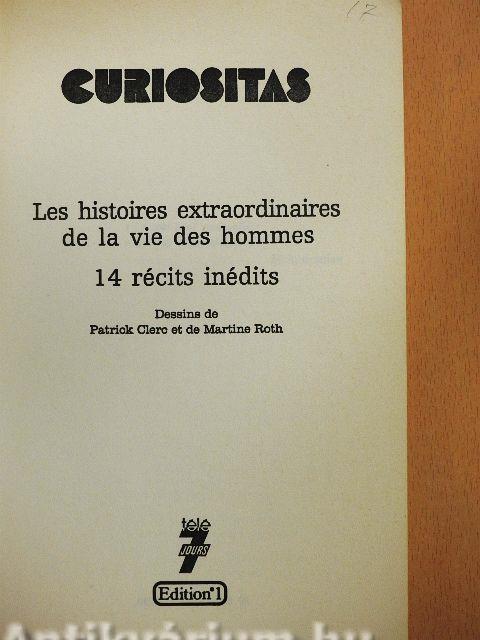 17
CURIOSITAS
Les histoires extraordinaires
de la vie des hommes
14 récits inédits
Dessins de
Patrick Clerc et de Martine Roth
télé
7
JOURS
Edition°1
Antikvárium.hu